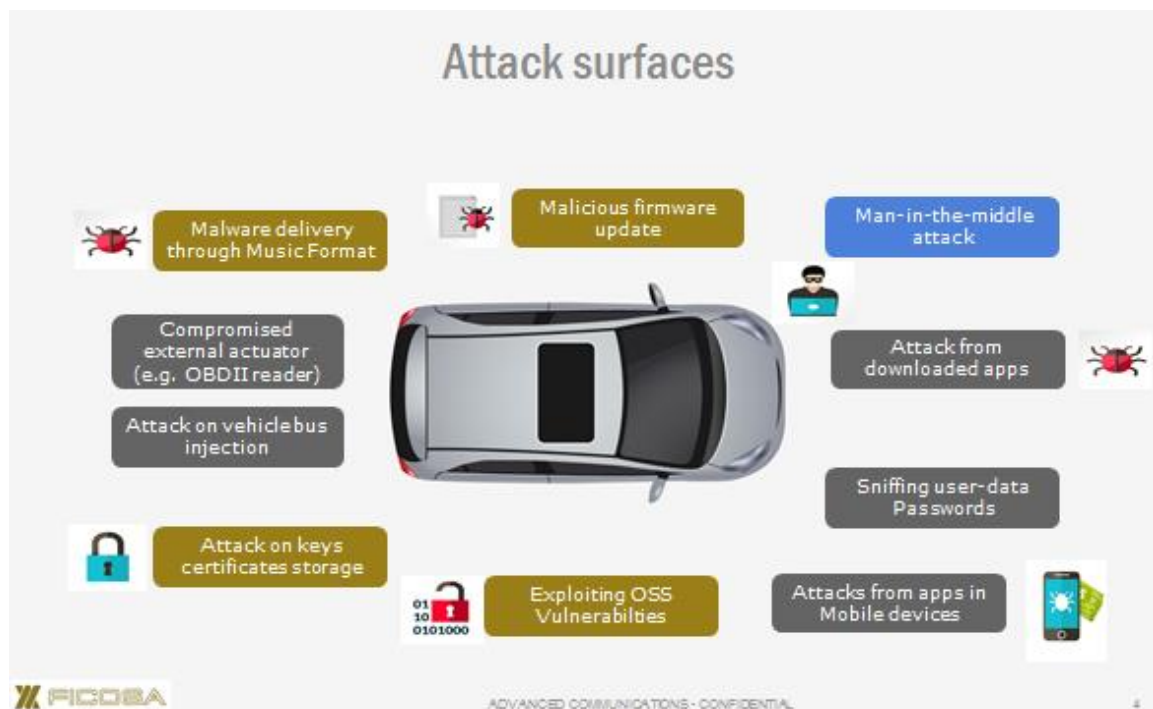 Attack surfaces
Malware delivery
through Music Format
Malicious firmware
update
Man-in-the-middle
attack
Compromised
external actuator
(e.g. OBDII reader)
Attack from
downloaded apps
Attack on vehicle bus
injection
Sniffing user-data
Passwords
Attack on keys
certificates storage
01
10
0101000
Exploiting OSS
Vulnerabilties
Attacks from apps in
Mobile devices
FICOSA
ADVANCED COMMUNICATIONS - CONFIDENTIAL
4